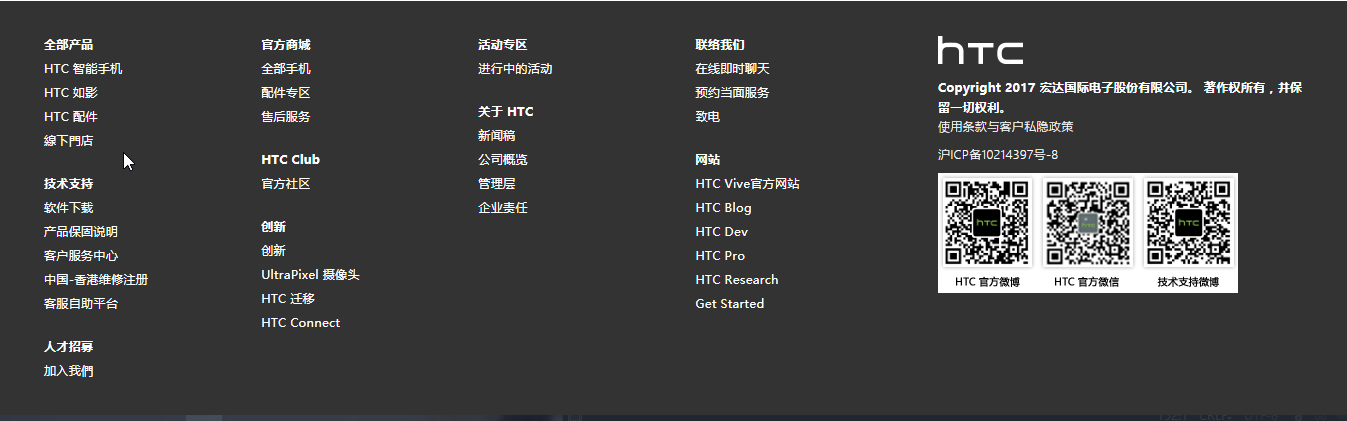 全部产品
HTC 智能手机
HTC 如影
HTC 配件
線下門店
技术支持
软件下载
产品保固说明
客户服务中心
中国-香港维修注册
客服自助平台
人才招募
加入我們
官方商城
全部手机
配件专区
售后服务
HTC Club
官方社区
创新
创新
UltraPixel 摄像头
HTC 迁移
HTC Connect
活动专区
进行中的活动
关于 HTC
新闻稿
公司概览
管理层
企业责任
联络我们
在线即时聊天
预约当面服务
致电
网站
HTC Vive官方网站
HTC Blog
HTC Dev
HTC Pro
HTC Research
Get Started
hTC
Copyright 2017 宏达国际电子股份有限公司。 著作权所有，并保
留一切权利。
使用条款与客户私隐政策
沪ICP备10214397号-8
hTC
hTC
HTC 官方微博
HTC 官方微信
技术支持微博